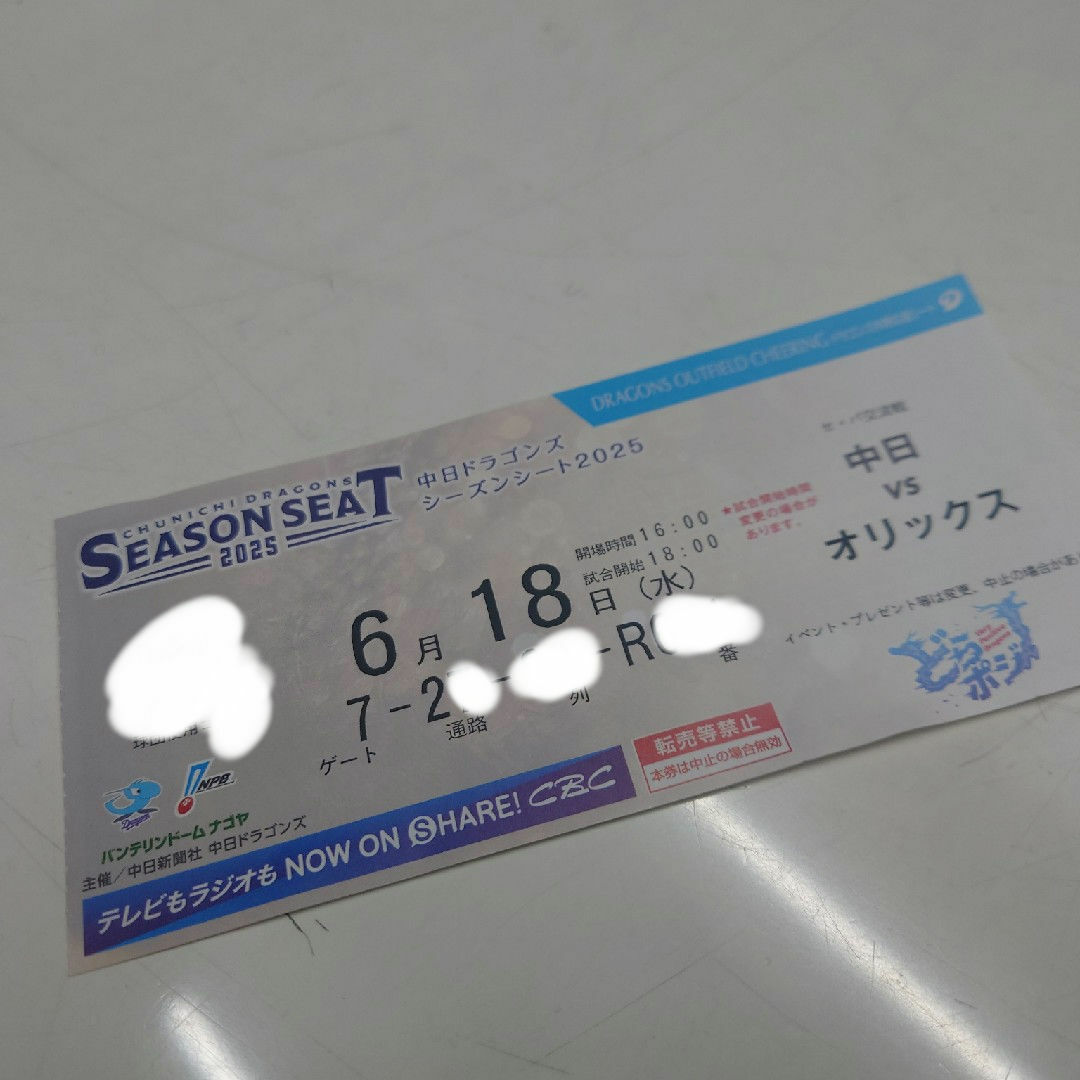 DRAGONS OUTFIELD CHEERING
CHUNICHI DRAGONS
SEASON SEAT
2025
中日ドラゴンズ
シーズンシート2025
セ・パ交流戦
中日
vs
オリックス
開場時間16:00
試合開始18:00
★試合開始時間
変更の場合が
あります。
6月18日(水)
7-2
-R
番
ゲート
通路
列
イベント・プレゼント等は変更、中止の場合があ
どら
ポジ
転売等禁止
本券は中止の場合無効
Dragons
NPB
バンテリンドーム ナゴヤ
主催/中日新聞社 中日ドラゴンズ
テレビもラジオも NOW ON SHARE! CBC